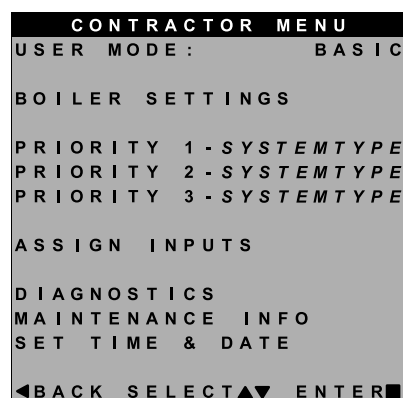 CONTRACTOR MENU
USER MODE: BASIC
BOILER SETTINGS
PRIORITY 1-SYSTEMTYPE
PRIORITY 2-SYSTEMTYPE
PRIORITY 3-SYSTEMTYPE
ASSIGN INPUTS
DIAGNOSTICS
MAINTENANCE INFO
SET TIME & DATE
◀BACK SELECT▲▼ ENTER■